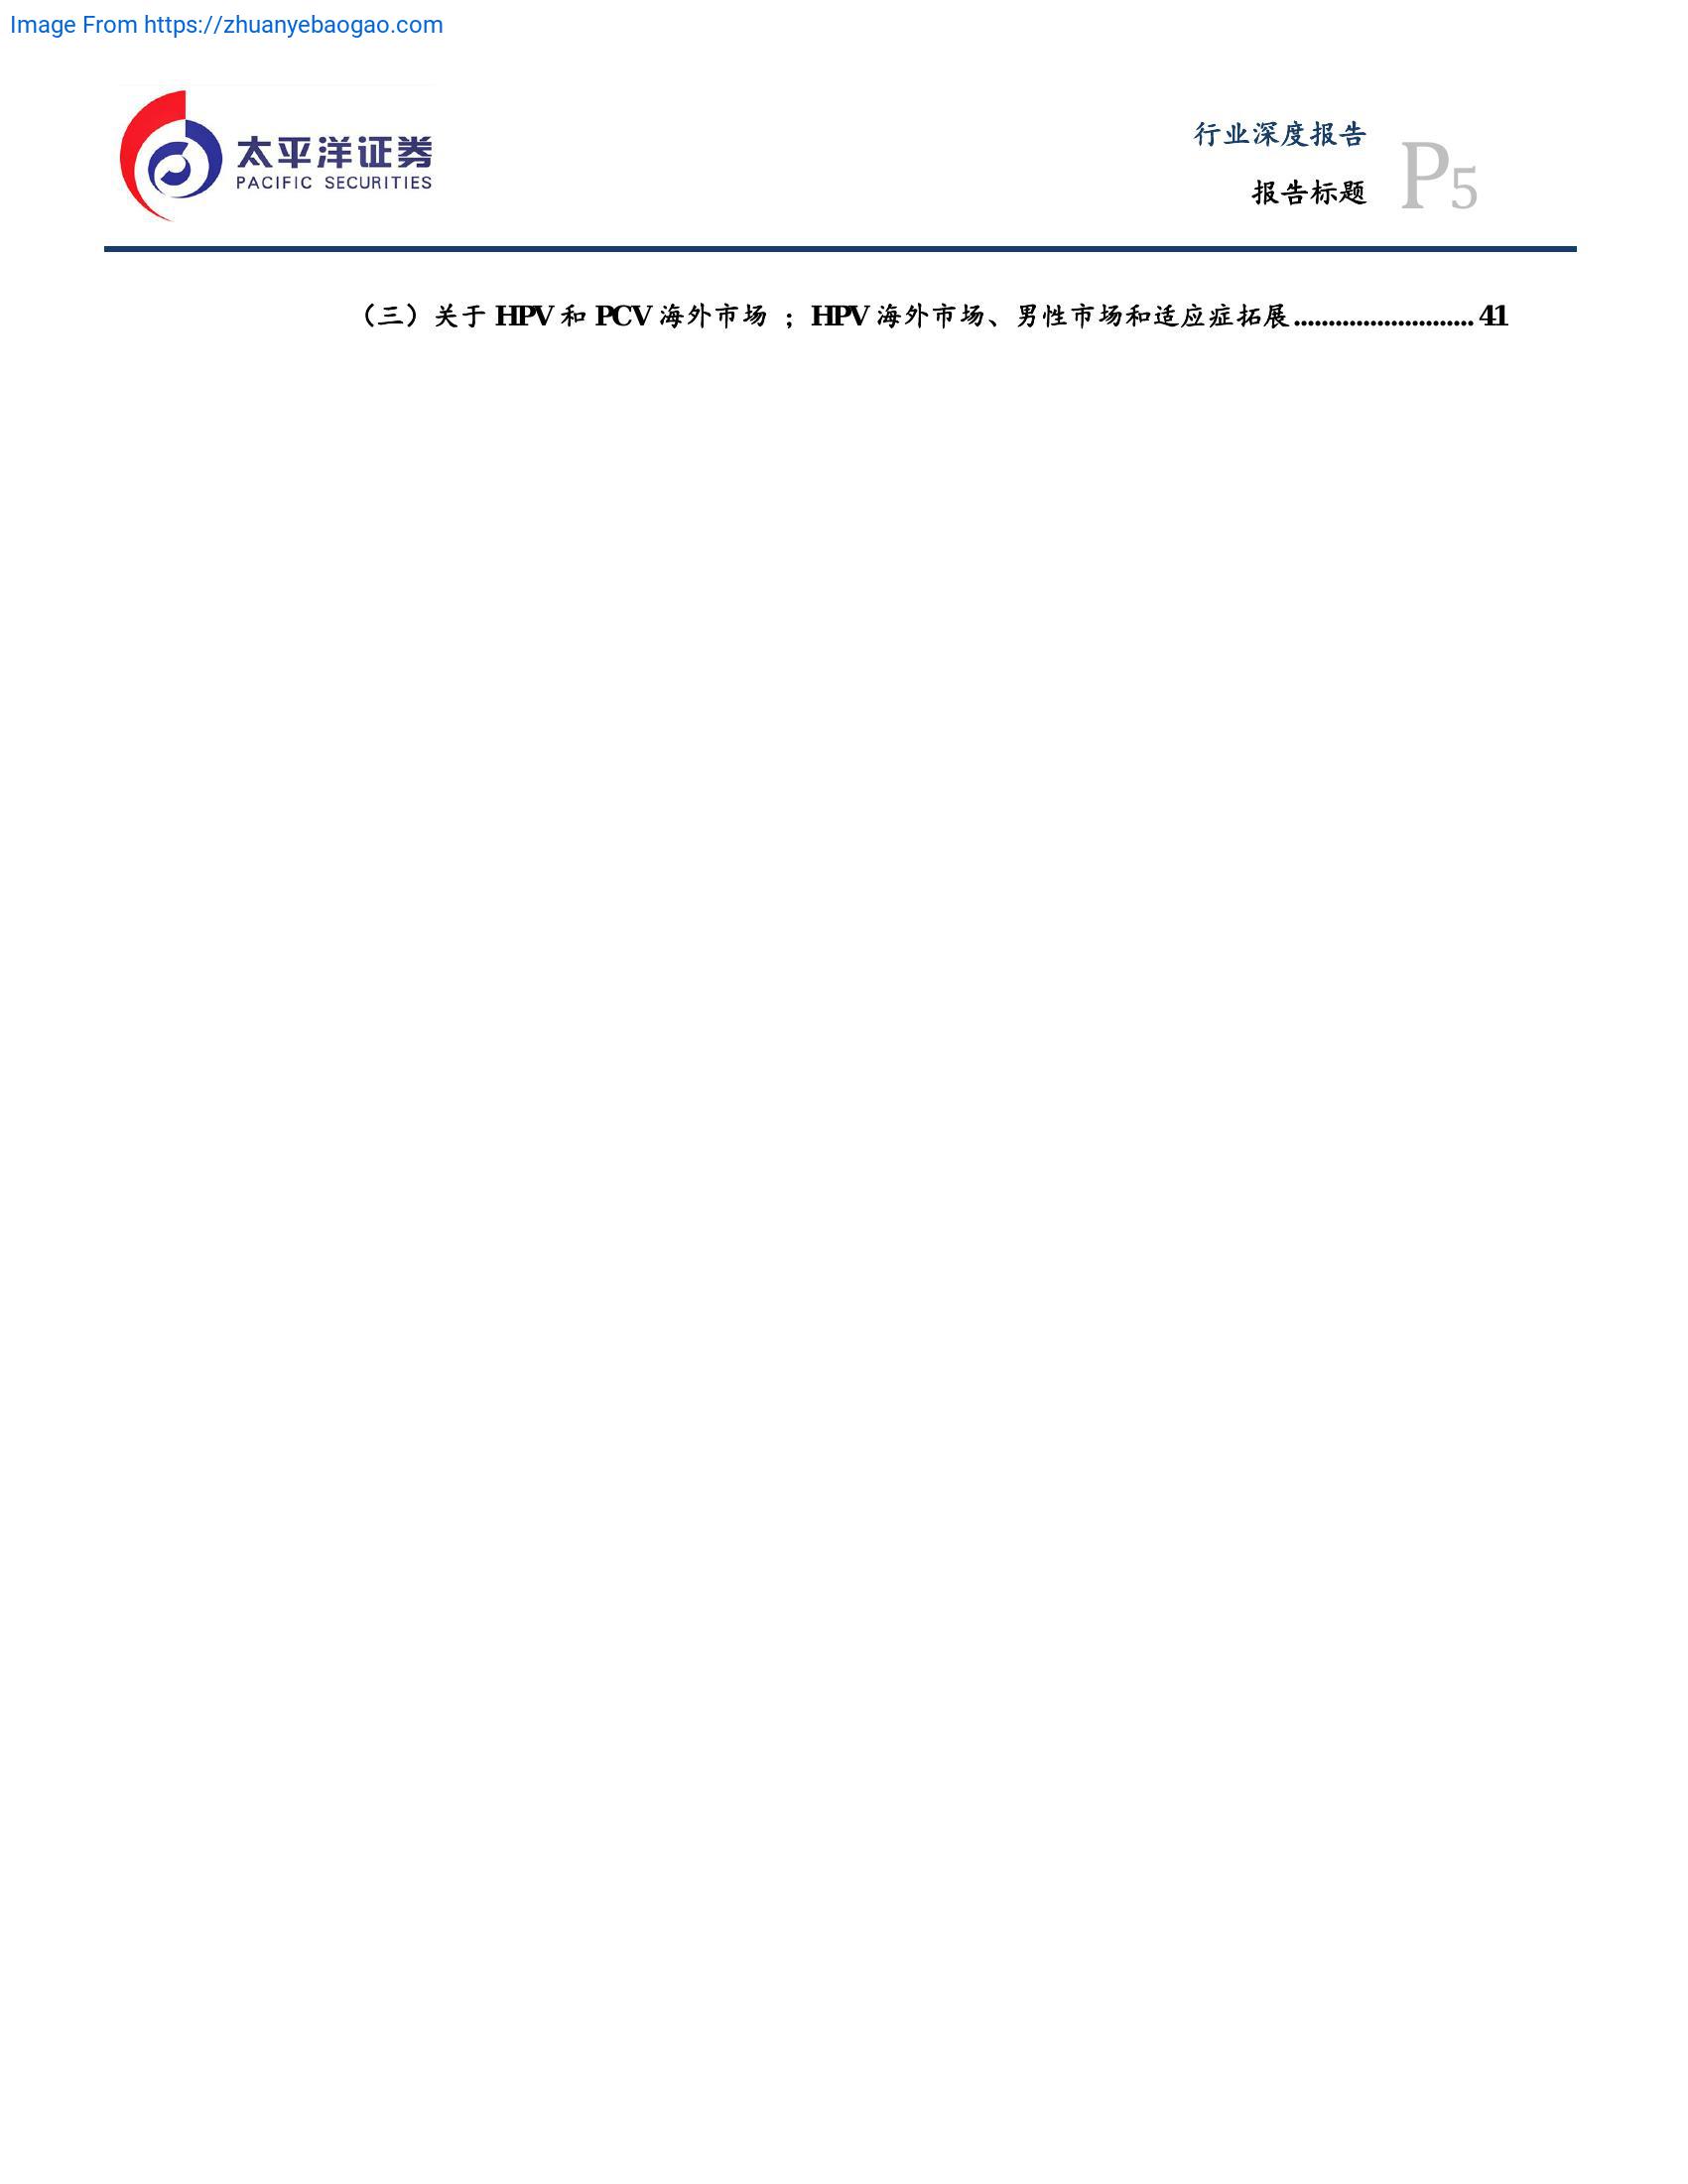 Image From https://zhuanyebaogao.com
太平洋证券
PACIFIC SECURITIES
行业深度报告
报告标题
P5
（三）关于 HPV 和 PCV 海外市场 ；HPV 海外市场、男性市场和适应症拓展.......................... 41